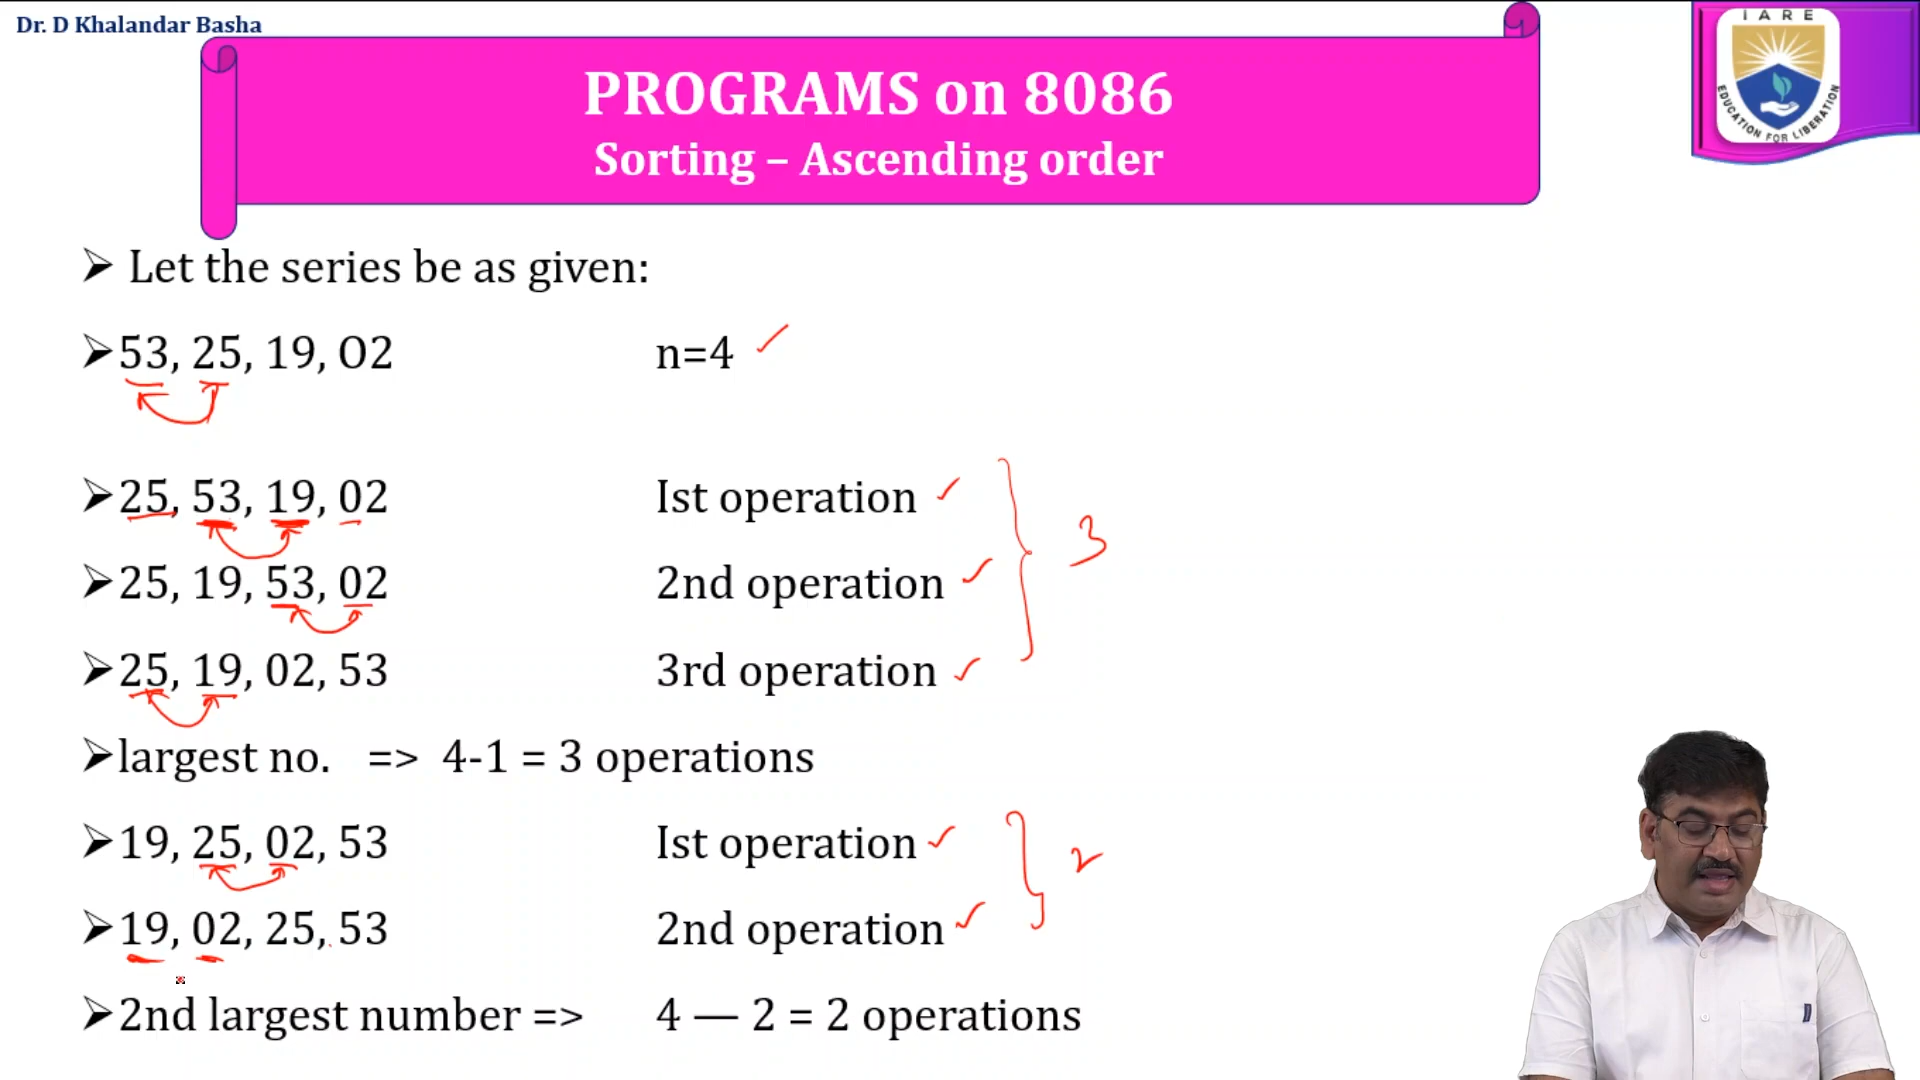 Dr. D Khalandar Basha
IARE
EDUCATION FOR LIBERATION
PROGRAMS on 8086
Sorting – Ascending order
➤ Let the series be as given:
➤53, 25, 19, O2 n=4 ✓
➤25, 53, 19, 02 Ist operation ✓
3
➤25, 19, 53, 02 2nd operation ✓
➤25, 19, 02, 53 3rd operation ✓
➤largest no. => 4-1 = 3 operations
➤19, 25, 02, 53 Ist operation ✓
2
➤19, 02, 25, 53 2nd operation ✓
➤2nd largest number => 4 — 2 = 2 operations